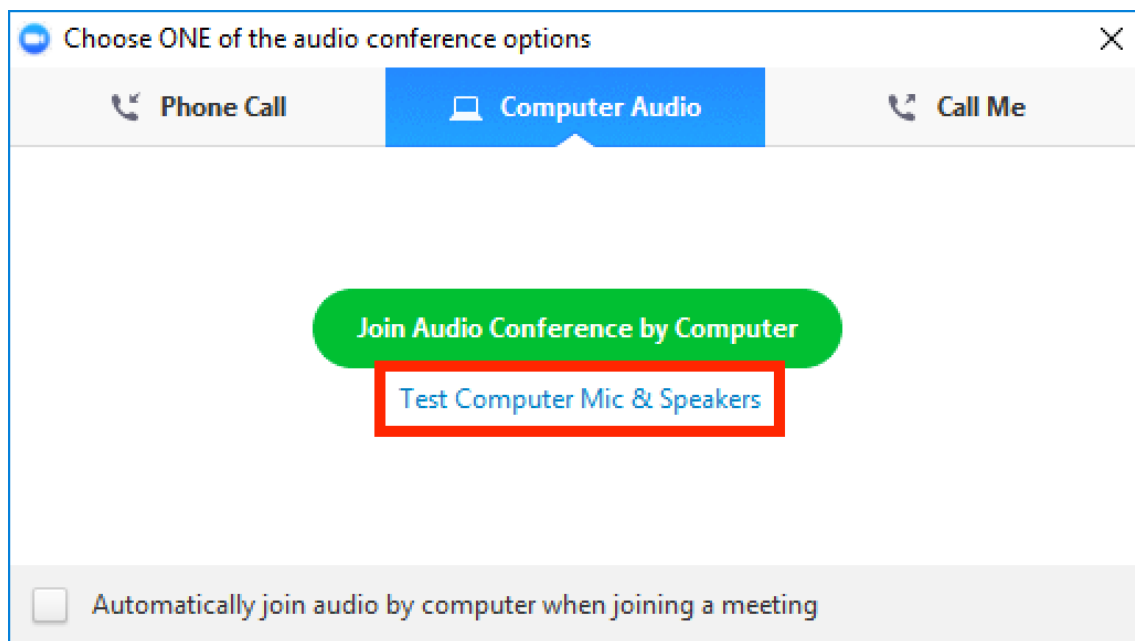 Choose ONE of the audio conference options
Phone Call
Computer Audio
Call Me
Join Audio Conference by Computer
Test Computer Mic & Speakers
Automatically join audio by computer when joining a meeting